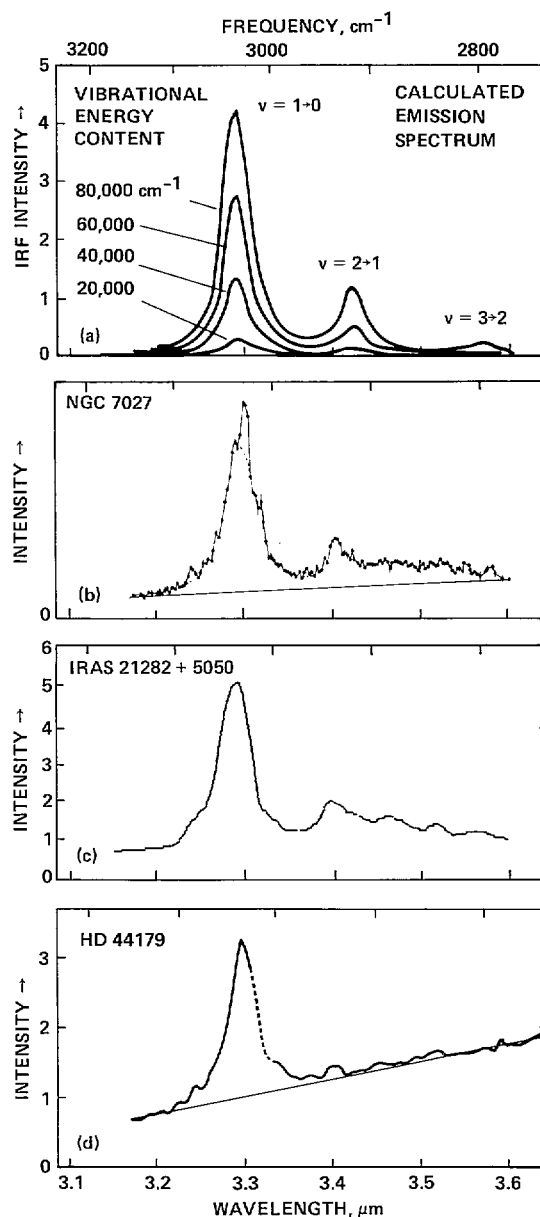 FREQUENCY, cm⁻¹
3200 3000 2800
5
4
3
2
1
0
IRF INTENSITY →
VIBRATIONAL
ENERGY
CONTENT
ν = 1→0
CALCULATED
EMISSION
SPECTRUM
80,000 cm⁻¹
60,000
40,000
20,000
ν = 2→1
ν = 3→2
(a)
NGC 7027
INTENSITY →
(b)
0
IRAS 21282 + 5050
6
5
4
3
2
1
0
INTENSITY →
(c)
HD 44179
3
2
1
0
INTENSITY →
(d)
3.1 3.2 3.3 3.4 3.5 3.6
WAVELENGTH, μm